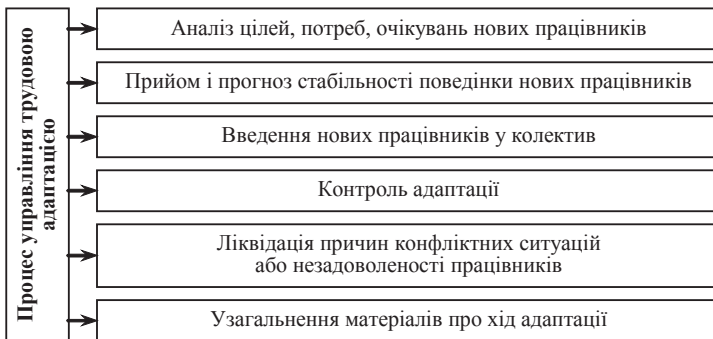 Процес управління трудовою
адаптацією
Аналіз цілей, потреб, очікувань нових працівників
Прийом і прогноз стабільності поведінки нових працівників
Введення нових працівників у колектив
Контроль адаптації
Ліквідація причин конфліктних ситуацій
або незадоволеності працівників
Узагальнення матеріалів про хід адаптації